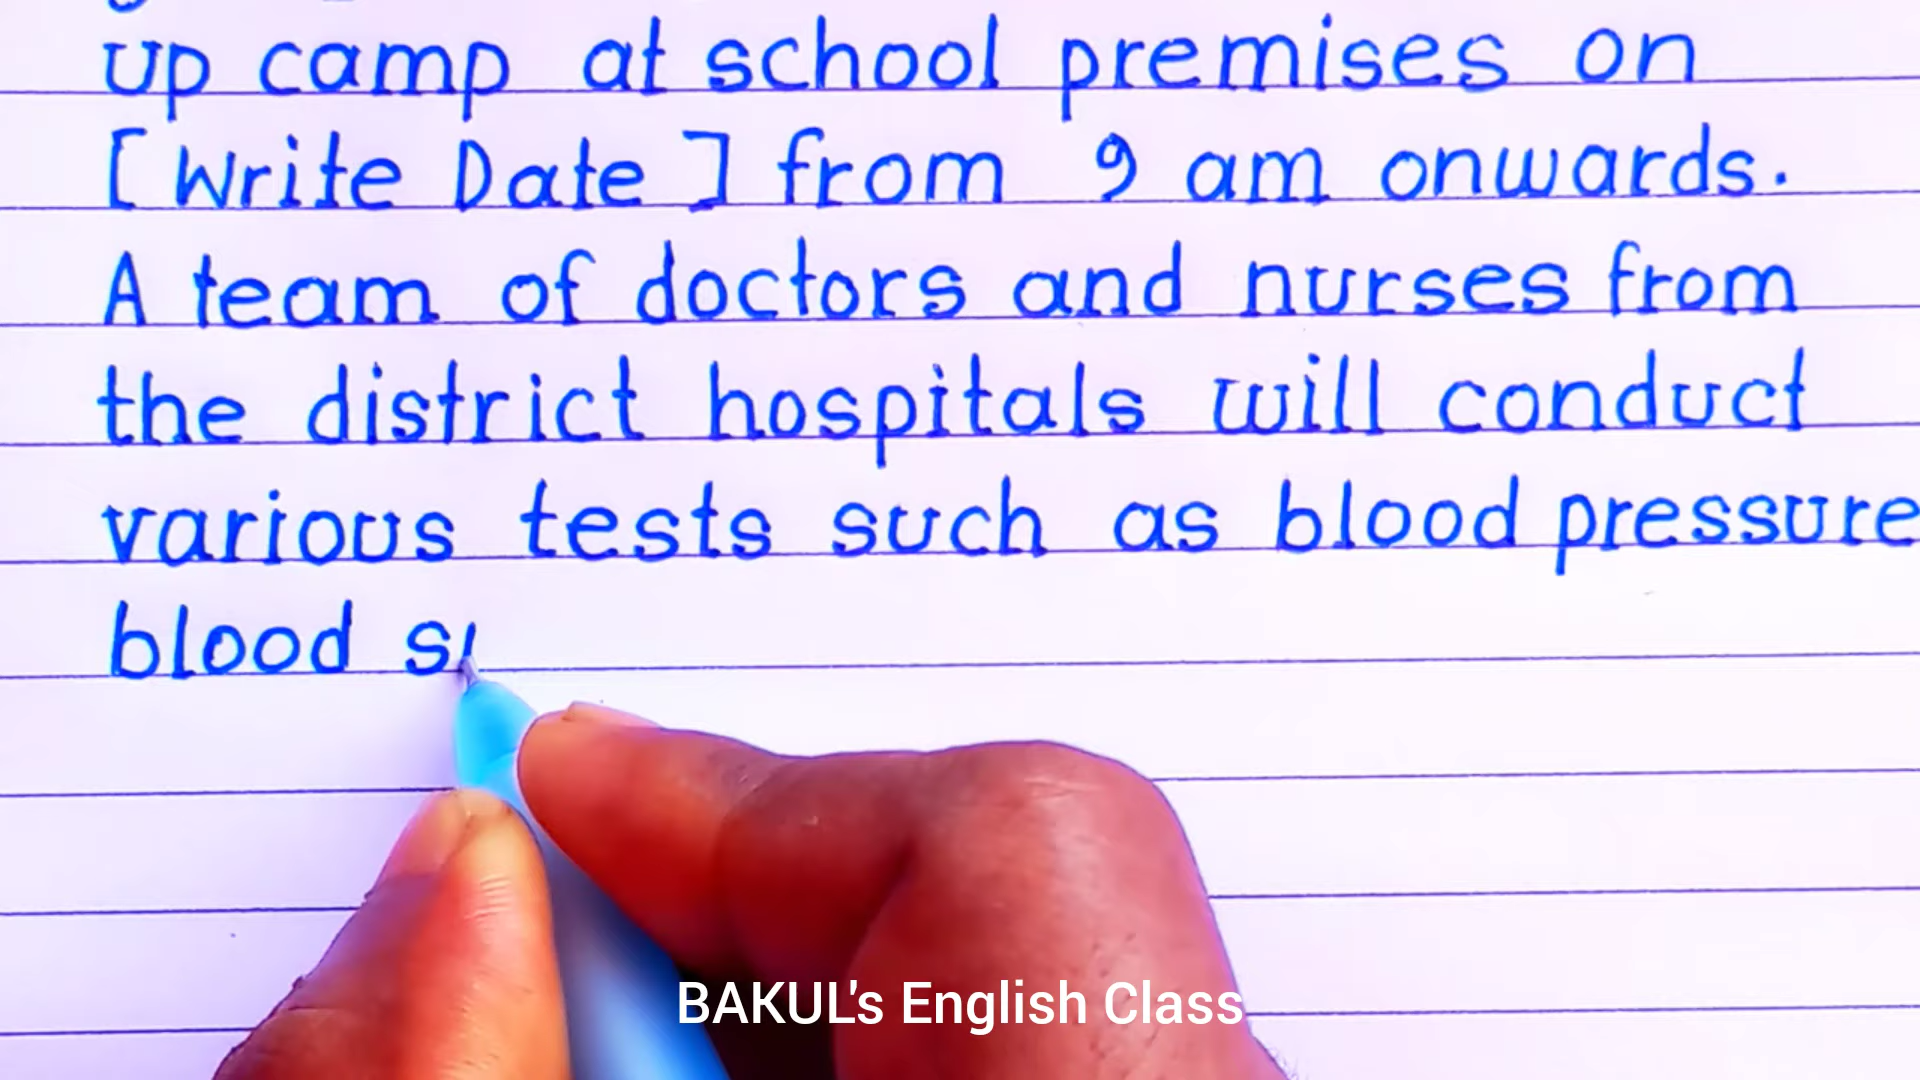 up camp at school premises on
[Write Date] from 9 am onwards.
A team of doctors and nurses from
the district hospitals will conduct
various tests such as blood pressure
blood
BAKUL's English Class